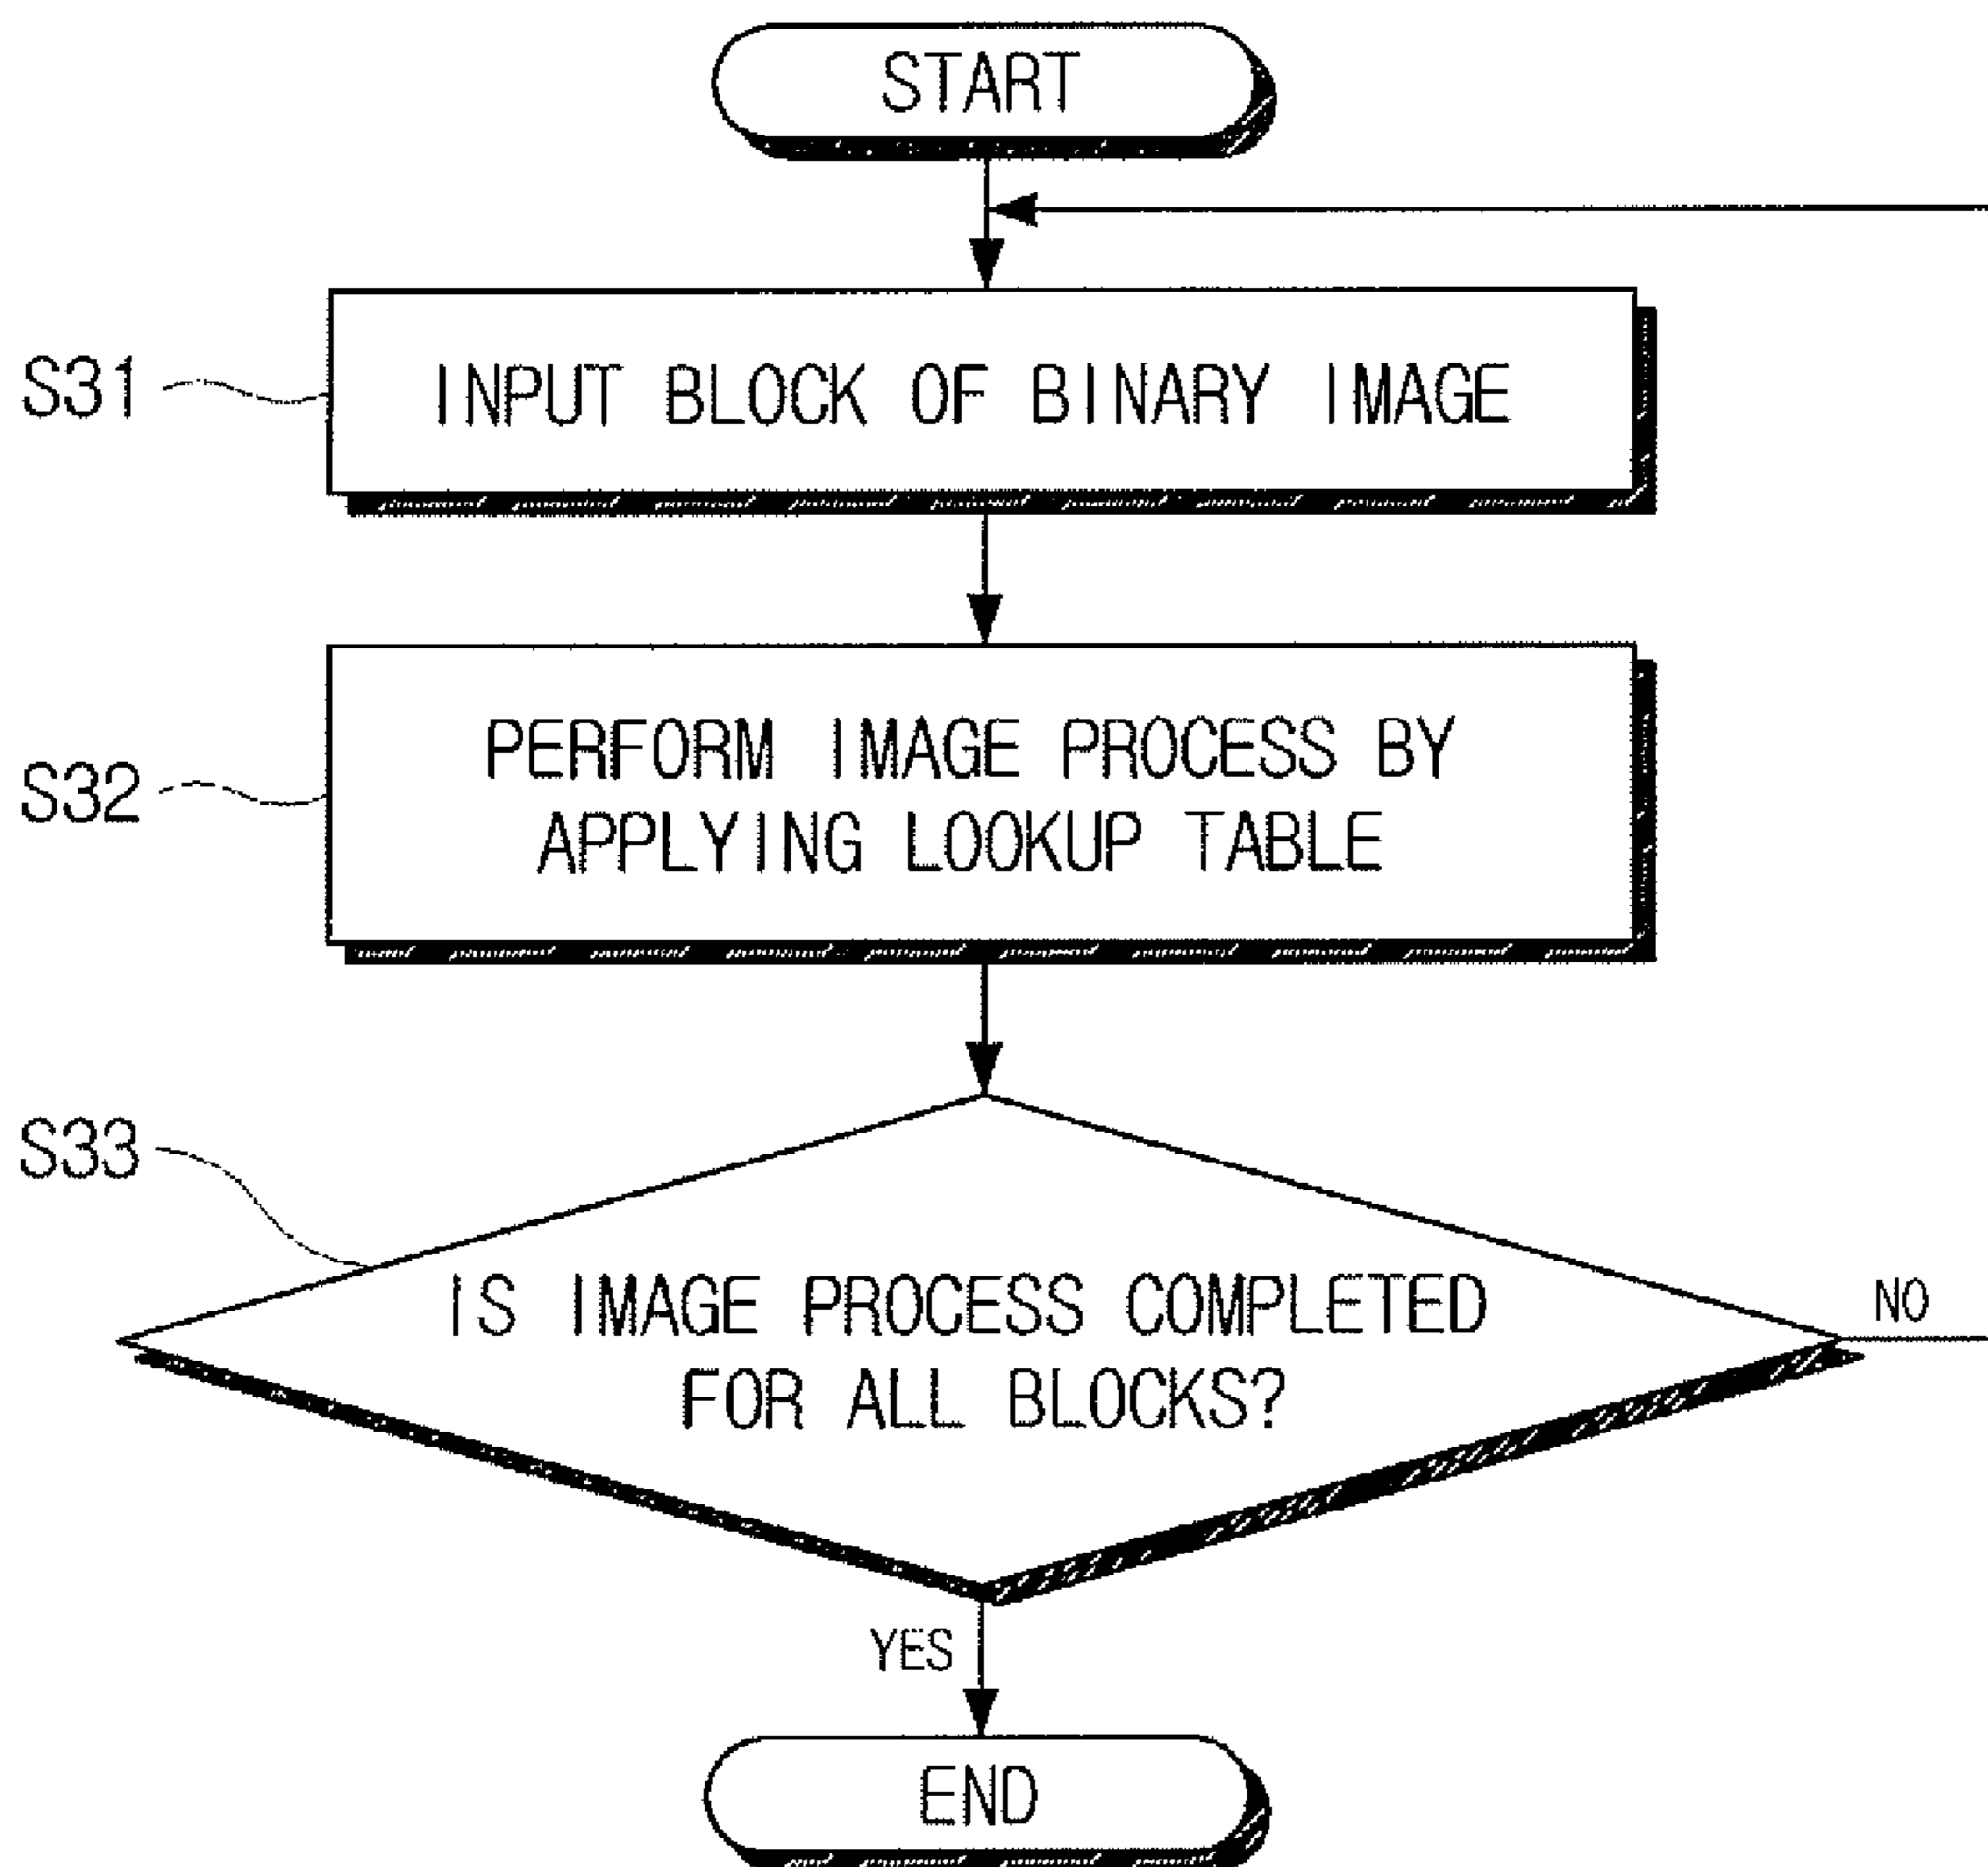 START
S31
INPUT BLOCK OF BINARY IMAGE
S32
PERFORM IMAGE PROCESS BY
APPLYING LOOKUP TABLE
S33
IS IMAGE PROCESS COMPLETED
FOR ALL BLOCKS?
NO
YES
END